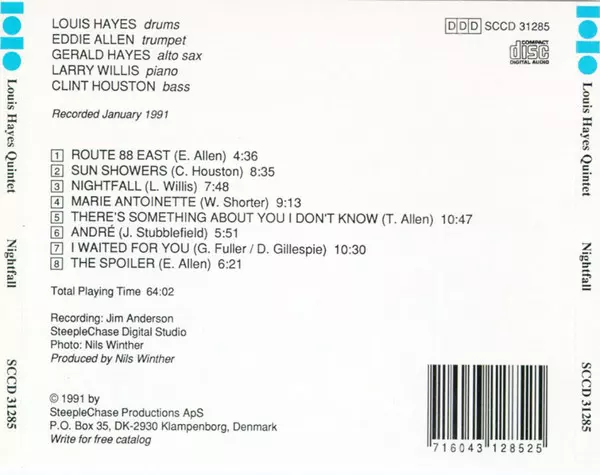 LOUIS HAYES drums
EDDIE ALLEN trumpet
GERALD HAYES alto sax
LARRY WILLIS piano
CLINT HOUSTON bass
DDD SCCD 31285
COMPACT
disc
DIGITAL AUDIO
Recorded January 1991
1 ROUTE 88 EAST (E. Allen) 4:36
2 SUN SHOWERS (C. Houston) 8:35
3 NIGHTFALL (L. Willis) 7:48
4 MARIE ANTOINETTE (W. Shorter) 9:13
5 THERE'S SOMETHING ABOUT YOU I DON'T KNOW (T. Allen) 10:47
6 ANDRÉ (J. Stubblefield) 5:51
7 I WAITED FOR YOU (G. Fuller / D. Gillespie) 10:30
8 THE SPOILER (E. Allen) 6:21
Total Playing Time 64:02
Recording: Jim Anderson
SteepleChase Digital Studio
Photo: Nils Winther
Produced by Nils Winther
© 1991 by
SteepleChase Productions ApS
P.O. Box 35, DK-2930 Klampenborg, Denmark
Write for free catalog
7 16043 128525
Louis Hayes Quintet Nightfall SCCD 31285
Louis Hayes Quintet Nightfall SCCD 31285